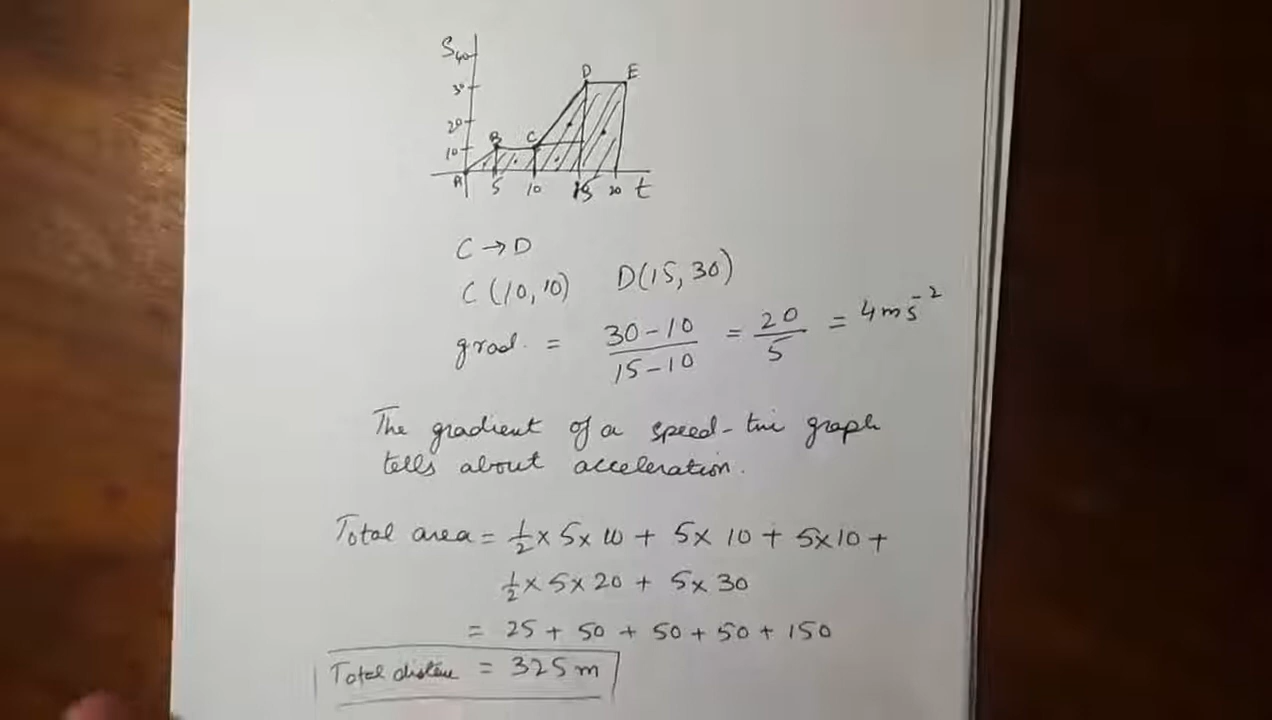 S
40
30
D E
20
B C
10
A
5 10 15 20 t
C → D
C (10, 10) D(15, 30)
grad. = 30-10 / 15-10 = 20 / 5 = 4 ms⁻²
The gradient of a speed-tim graph
tells about acceleration.
Total area = ½ × 5 × 10 + 5 × 10 + 5×10 +
½ × 5 × 20 + 5 × 30
= 25 + 50 + 50 + 50 + 150
Total distance = 325 m